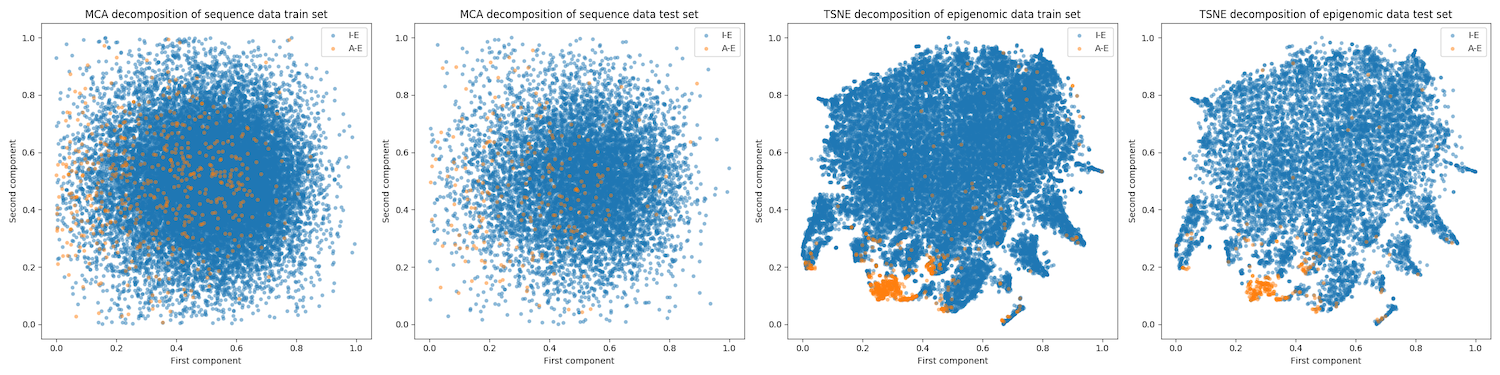 MCA decomposition of sequence data train set
1.0
0.8
0.6
0.4
0.2
0.0
Second component
I-E
A-E
0.0 0.2 0.4 0.6 0.8 1.0
First component
MCA decomposition of sequence data test set
1.0
0.8
0.6
0.4
0.2
0.0
Second component
I-E
A-E
0.0 0.2 0.4 0.6 0.8 1.0
First component
TSNE decomposition of epigenomic data train set
1.0
0.8
0.6
0.4
0.2
0.0
Second component
I-E
A-E
0.0 0.2 0.4 0.6 0.8 1.0
First component
TSNE decomposition of epigenomic data test set
1.0
0.8
0.6
0.4
0.2
0.0
Second component
I-E
A-E
0.0 0.2 0.4 0.6 0.8 1.0
First component